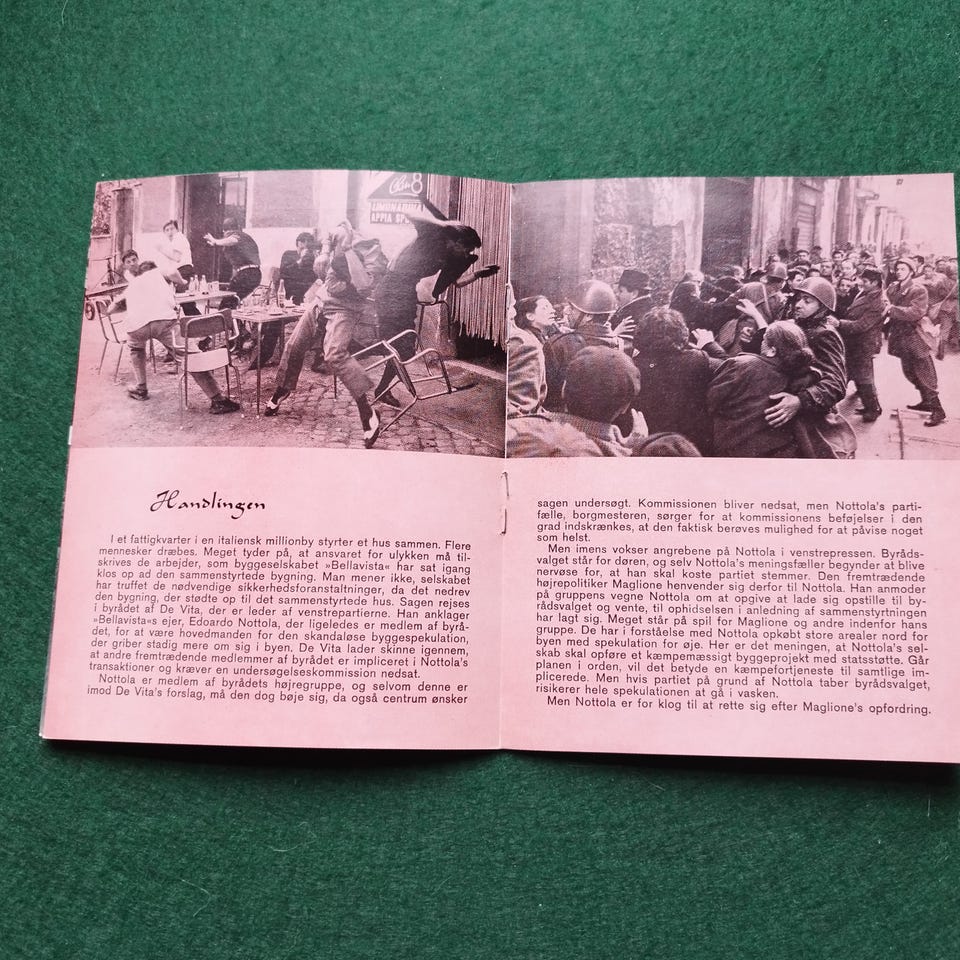 8
LIMONATA
APPIA
Handlingen
I et fattigkvarter i en italiensk millionby styrter et hus sammen. Flere
mennesker dræbes. Meget tyder på, at ansvaret for ulykken må til-
skrives de arbejder, som byggeselskabet »Bellavista« har sat igang
klos op ad den sammenstyrtede bygning. Man mener ikke, selskabet
har truffet de nødvendige sikkerhedsforanstaltninger, da det nedrev
den bygning, der stødte op til det sammenstyrtede hus. Sagen rejses
i byrådet af De Vita, der er leder af venstrepartierne. Han anklager
»Bellavista«s ejer, Edoardo Nottola, der ligeledes er medlem af byrå-
det, for at være hovedmanden for den skandaløse byggespekulation,
der griber stadig mere om sig i byen. De Vita lader skinne igennem,
at andre fremtrædende medlemmer af byrådet er impliceret i Nottola's
transaktioner og kræver en undersøgelseskommission nedsat.
Nottola er medlem af byrådets højregruppe, og selvom denne er
imod De Vita's forslag, må den dog bøje sig, da også centrum ønsker
sagen undersøgt. Kommissionen bliver nedsat, men Nottola's parti-
fælle, borgmesteren, sørger for at kommissionens beføjelser i den
grad indskrænkes, at den faktisk berøves mulighed for at påvise noget
som helst.
Men imens vokser angrebene på Nottola i venstrepressen. Byråds-
valget står for døren, og selv Nottola's meningsfæller begynder at blive
nervøse for, at han skal koste partiet stemmer. Den fremtrædende
højrepolitiker Maglione henvender sig derfor til Nottola. Han anmoder
på gruppens vegne Nottola om at opgive at lade sig opstille til by-
rådsvalget og vente, til ophidselsen i anledning af sammenstyrtningen
har lagt sig. Meget står på spil for Maglione og andre indenfor hans
gruppe. De har i forståelse med Nottola opkøbt store arealer nord for
byen med spekulation for øje. Her er det meningen, at Nottola's sel-
skab skal opføre et kæmpemæssigt byggeprojekt med statsstøtte. Går
planen i orden, vil det betyde en kæmpefortjeneste til samtlige im-
plicerede. Men hvis partiet på grund af Nottola taber byrådsvalget,
risikerer hele spekulationen at gå i vasken.
Men Nottola er for klog til at rette sig efter Maglione's opfordring.